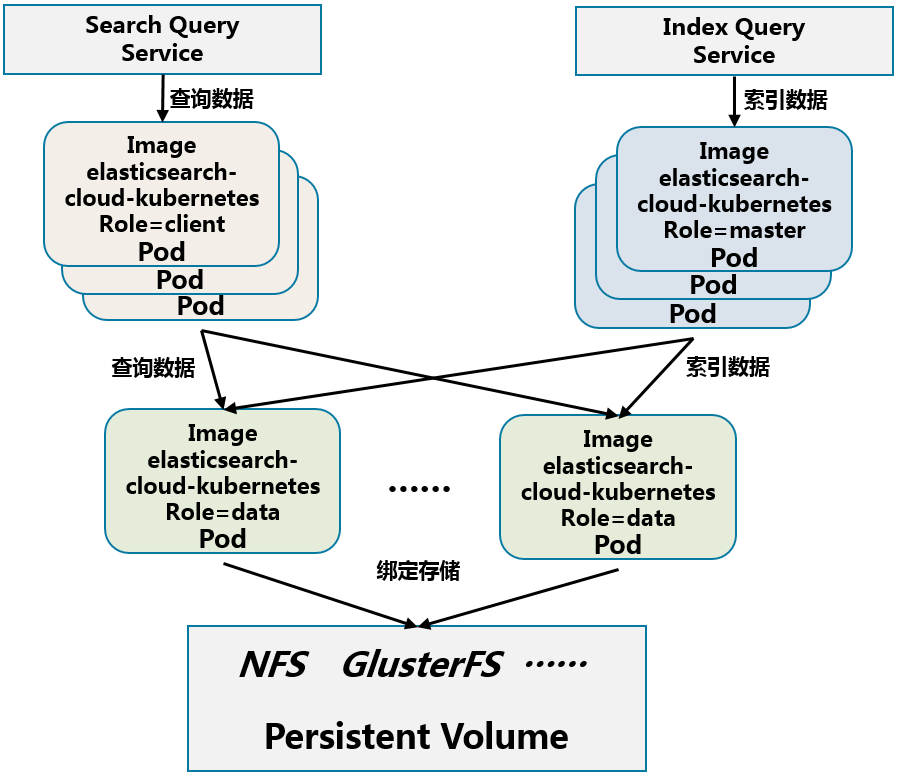 Search Query
Service
Index Query
Service
查询数据
索引数据
Image
elasticsearch-
cloud-kubernetes
Role=client
Pod
Pod
Pod
Image
elasticsearch-
cloud-kubernetes
Role=master
Pod
Pod
Pod
查询数据
索引数据
Image
elasticsearch-
cloud-kubernetes
Role=data
Pod
……
Image
elasticsearch-
cloud-kubernetes
Role=data
Pod
绑定存储
NFS GlusterFS ……
Persistent Volume